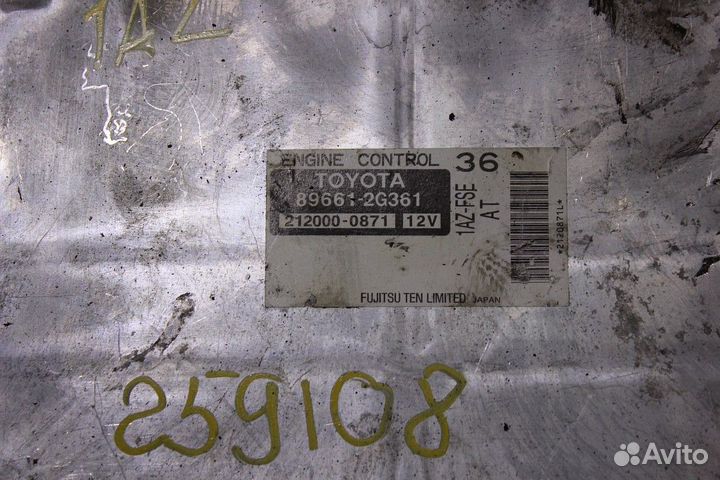 1AZ
ENGINE CONTROL 36
TOYOTA
89661-2G361
212000-0871 12V
1AZ-FSE
AT
*2120871L*
FUJITSU TEN LIMITED JAPAN
259108
Avito